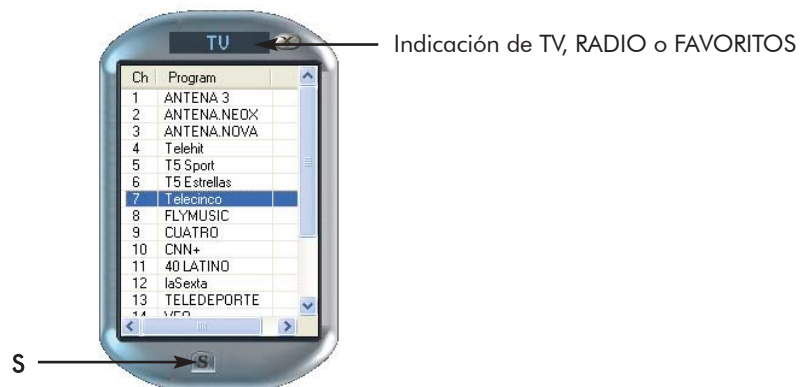 TV
Indicación de TV, RADIO o FAVORITOS
Ch Program
1 ANTENA 3
2 ANTENA.NEOX
3 ANTENA.NOVA
4 Telehit
5 T5 Sport
6 T5 Estrellas
7 Telecinco
8 FLYMUSIC
9 CUATRO
10 CNN+
11 40 LATINO
12 laSexta
13 TELEDEPORTE
14 VEO
S
S